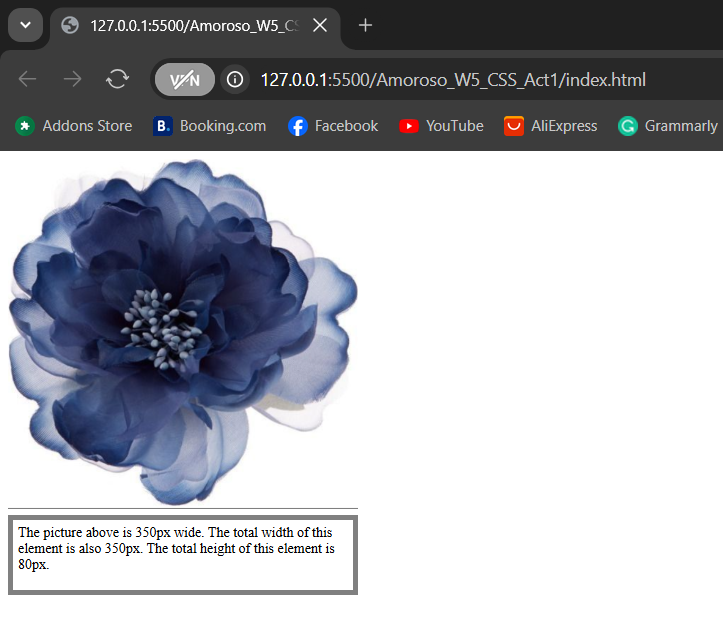 127.0.0.1:5500/Amoroso_W5_CS
VPN
127.0.0.1:5500/Amoroso_W5_CSS_Act1/index.html
Addons Store B. Booking.com f Facebook YouTube AliExpress G Grammarly
The picture above is 350px wide. The total width of this
element is also 350px. The total height of this element is
80px.